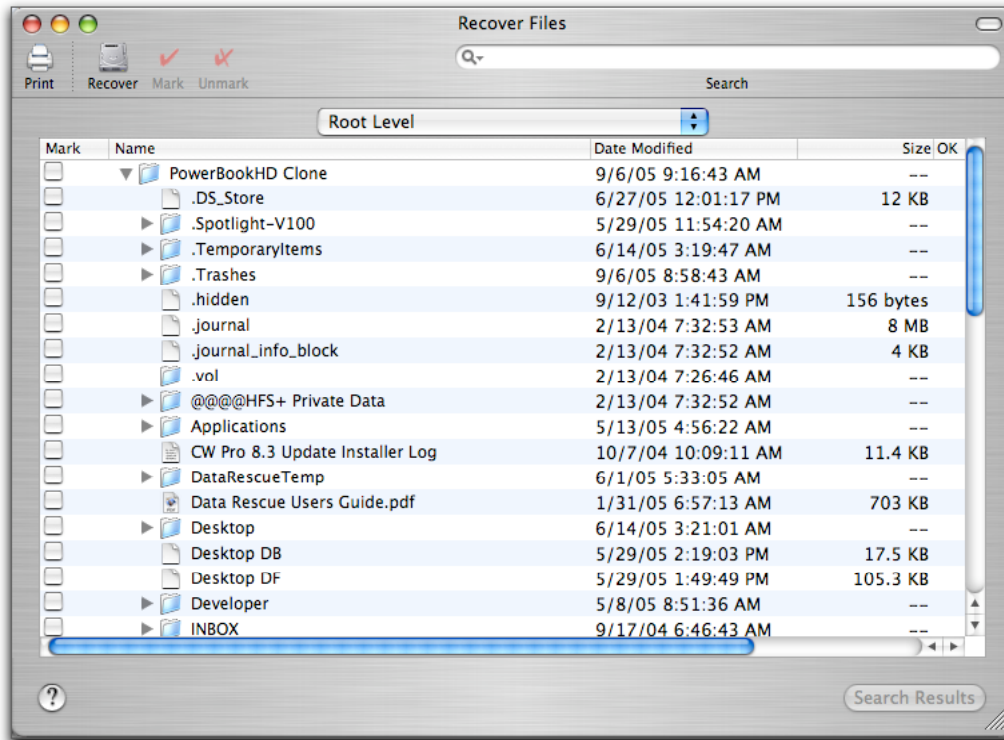 Recover Files
Print Recover Mark Unmark Search
Root Level
Mark Name Date Modified Size OK
PowerBookHD Clone 9/6/05 9:16:43 AM --
.DS_Store 6/27/05 12:01:17 PM 12 KB
.Spotlight-V100 5/29/05 11:54:20 AM --
.TemporaryItems 6/14/05 3:19:47 AM --
.Trashes 9/6/05 8:58:43 AM --
.hidden 9/12/03 1:41:59 PM 156 bytes
.journal 2/13/04 7:32:53 AM 8 MB
.journal_info_block 2/13/04 7:32:52 AM 4 KB
.vol 2/13/04 7:26:46 AM --
@@@@HFS+ Private Data 2/13/04 7:32:52 AM --
Applications 5/13/05 4:56:22 AM --
CW Pro 8.3 Update Installer Log 10/7/04 10:09:11 AM 11.4 KB
DataRescueTemp 6/1/05 5:33:05 AM --
Data Rescue Users Guide.pdf 1/31/05 6:57:13 AM 703 KB
Desktop 6/14/05 3:21:01 AM --
Desktop DB 5/29/05 2:19:03 PM 17.5 KB
Desktop DF 5/29/05 1:49:49 PM 105.3 KB
Developer 5/8/05 8:51:36 AM --
INBOX 9/17/04 6:46:43 AM --
? Search Results